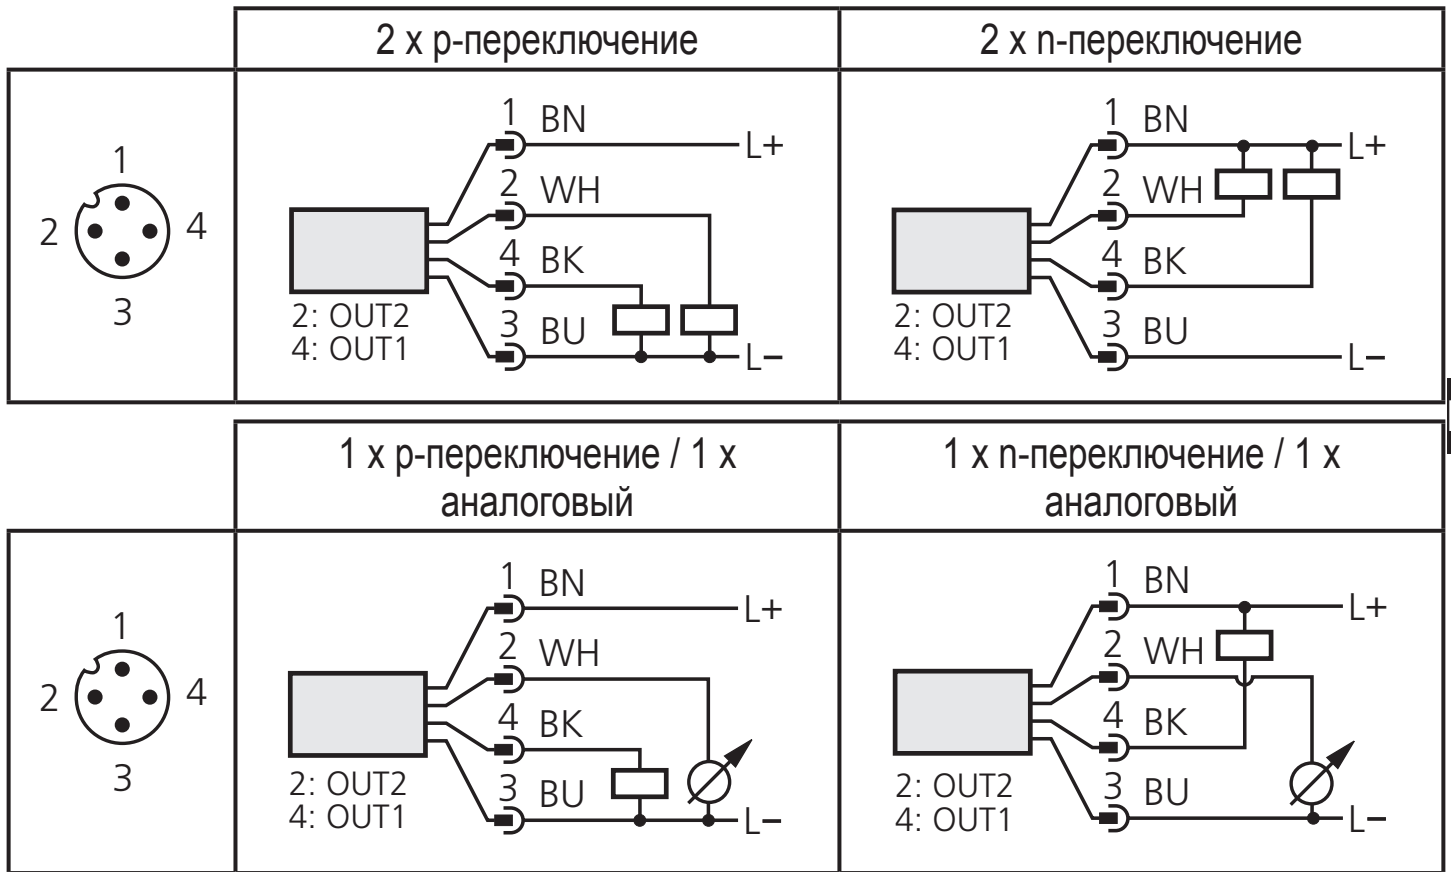 2 x p-переключение
2 x n-переключение
1
2
4
3
1 BN
L+
2 WH
4 BK
2: OUT2
4: OUT1
3 BU
L–
1 BN
L+
2 WH
4 BK
2: OUT2
4: OUT1
3 BU
L–
1 x p-переключение / 1 x
аналоговый
1 x n-переключение / 1 x
аналоговый
1
2
4
3
1 BN
L+
2 WH
4 BK
2: OUT2
4: OUT1
3 BU
L–
1 BN
L+
2 WH
4 BK
2: OUT2
4: OUT1
3 BU
L–